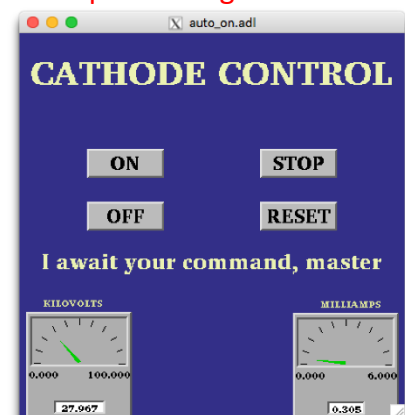 auto_on.adl
CATHODE CONTROL
ON STOP
OFF RESET
I await your command, master
KILOVOLTS MILLIAMPS
0.000 100.000 0.000 6.000
27.967 0.305